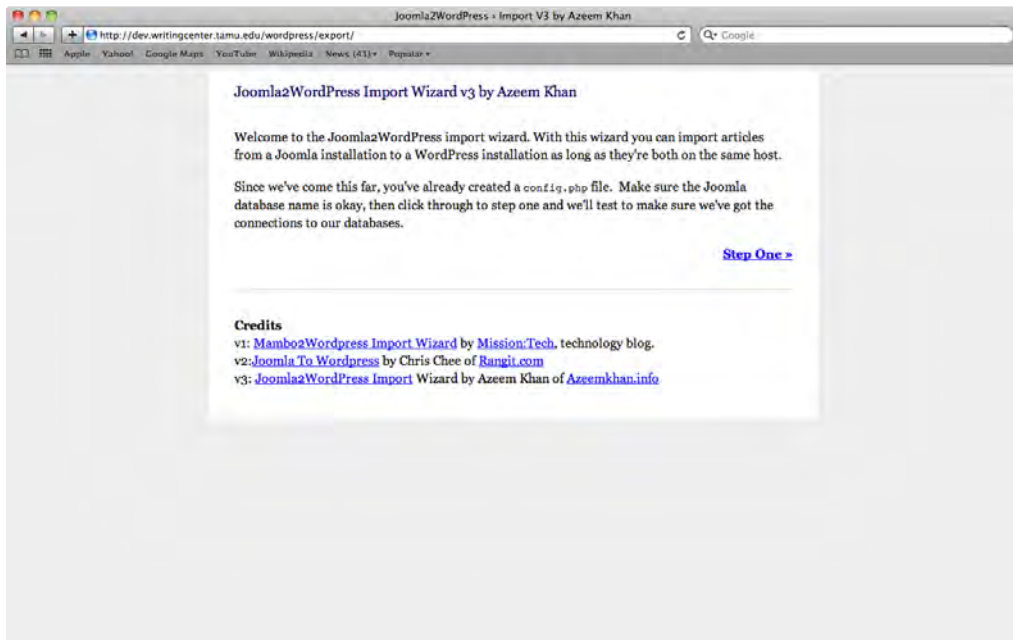 Joomla2WordPress › Import V3 by Azeem Khan
http://dev.writingcenter.tamu.edu/wordpress/export/
Google
Apple Yahoo! Google Maps YouTube Wikipedia News (41) Popular
Joomla2WordPress Import Wizard v3 by Azeem Khan
Welcome to the Joomla2WordPress import wizard. With this wizard you can import articles
from a Joomla installation to a WordPress installation as long as they're both on the same host.
Since we've come this far, you've already created a config.php file. Make sure the Joomla
database name is okay, then click through to step one and we'll test to make sure we've got the
connections to our databases.
Step One »
Credits
v1: Mambo2Wordpress Import Wizard by Mission:Tech, technology blog.
v2:Joomla To Wordpress by Chris Chee of Rangit.com
v3: Joomla2WordPress Import Wizard by Azeem Khan of Azeemkhan.info